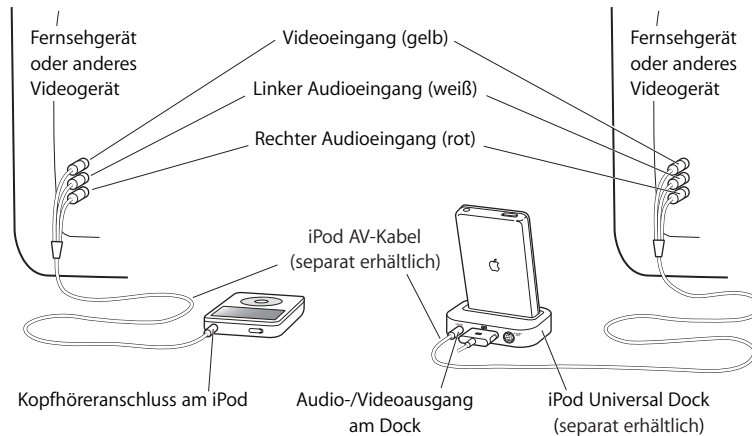 Fernsehgerät
oder anderes
Videogerät
Videoeingang (gelb)
Linker Audioeingang (weiß)
Rechter Audioeingang (rot)
Fernsehgerät
oder anderes
Videogerät
iPod AV-Kabel
(separat erhältlich)
Kopfhöreranschluss am iPod
Audio-/Videoausgang
am Dock
iPod Universal Dock
(separat erhältlich)